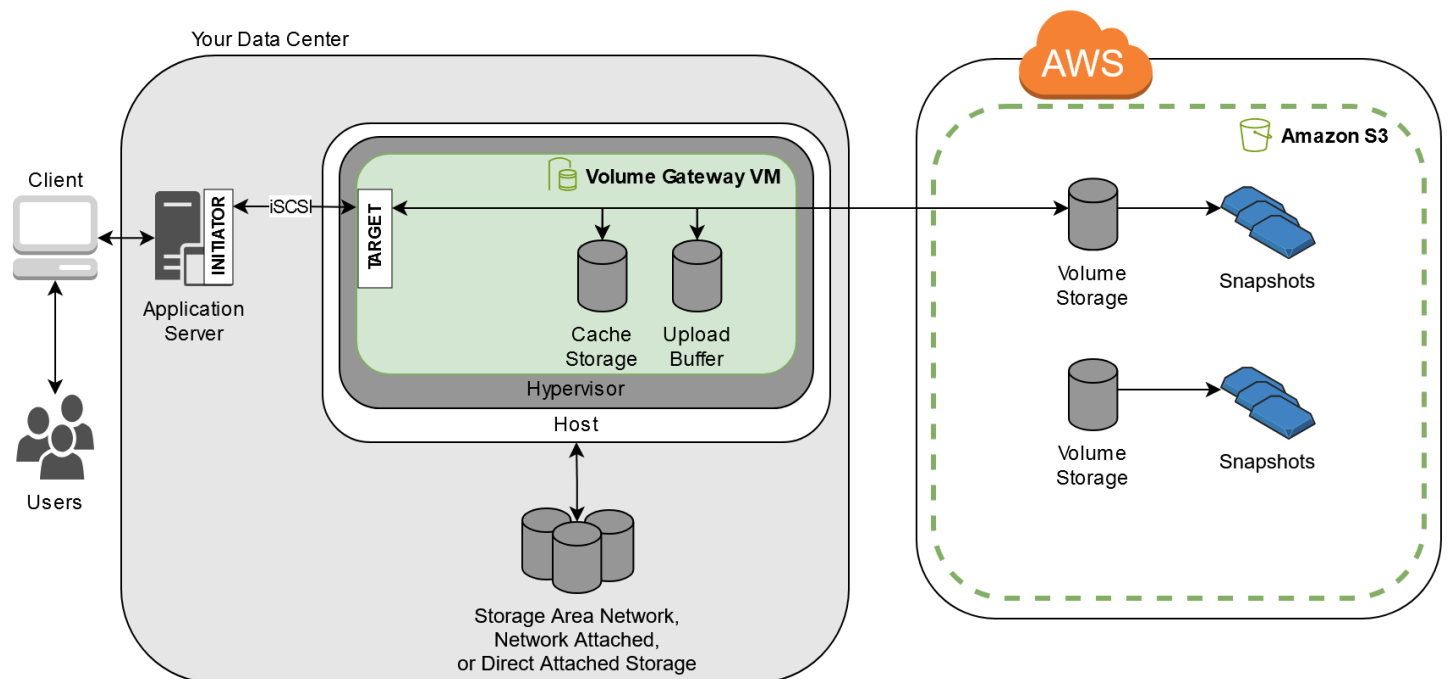 Your Data Center
AWS
Amazon S3
Volume Gateway VM
Client
INITIATOR
iSCSI
TARGET
Application
Server
Cache
Storage
Upload
Buffer
Hypervisor
Host
Users
Storage Area Network,
Network Attached,
or Direct Attached Storage
Volume
Storage
Snapshots
Volume
Storage
Snapshots